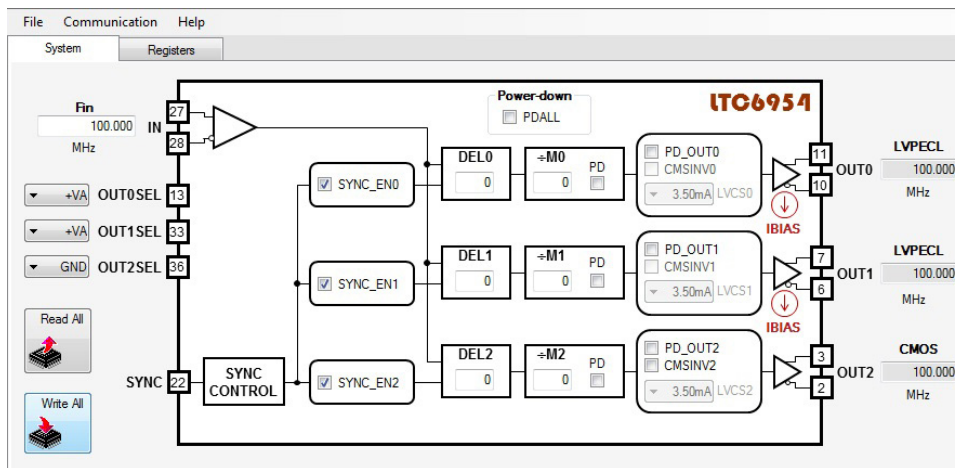 File Communication Help
System Registers
Fin
100.000
MHz
IN
27
28
Power-down
PDALL
LTC6954
+VA OUT0SEL 13
+VA OUT1SEL 33
GND OUT2SEL 36
Read All
Write All
SYNC 22
SYNC CONTROL
SYNC_EN0
SYNC_EN1
SYNC_EN2
DEL0
0
÷M0
0
PD
PD_OUT0
CMSINV0
3.50mA LVCS0
IBIAS
11
10
OUT0
LVPECL
100.000
MHz
DEL1
0
÷M1
0
PD
PD_OUT1
CMSINV1
3.50mA LVCS1
IBIAS
7
6
OUT1
LVPECL
100.000
MHz
DEL2
0
÷M2
0
PD
PD_OUT2
CMSINV2
3.50mA LVCS2
3
2
OUT2
CMOS
100.000
MHz